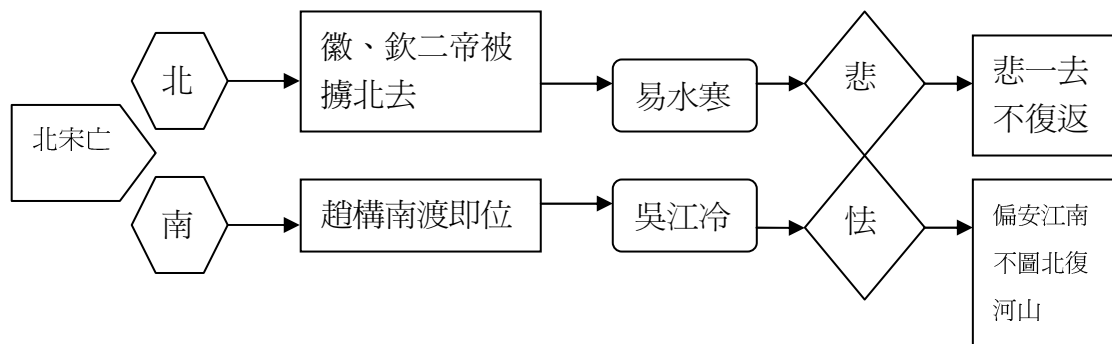 北宋亡
北
徽、欽二帝被
擄北去
易水寒
悲
悲一去
不復返
南
趙構南渡即位
吳江冷
怯
偏安江南
不圖北復
河山